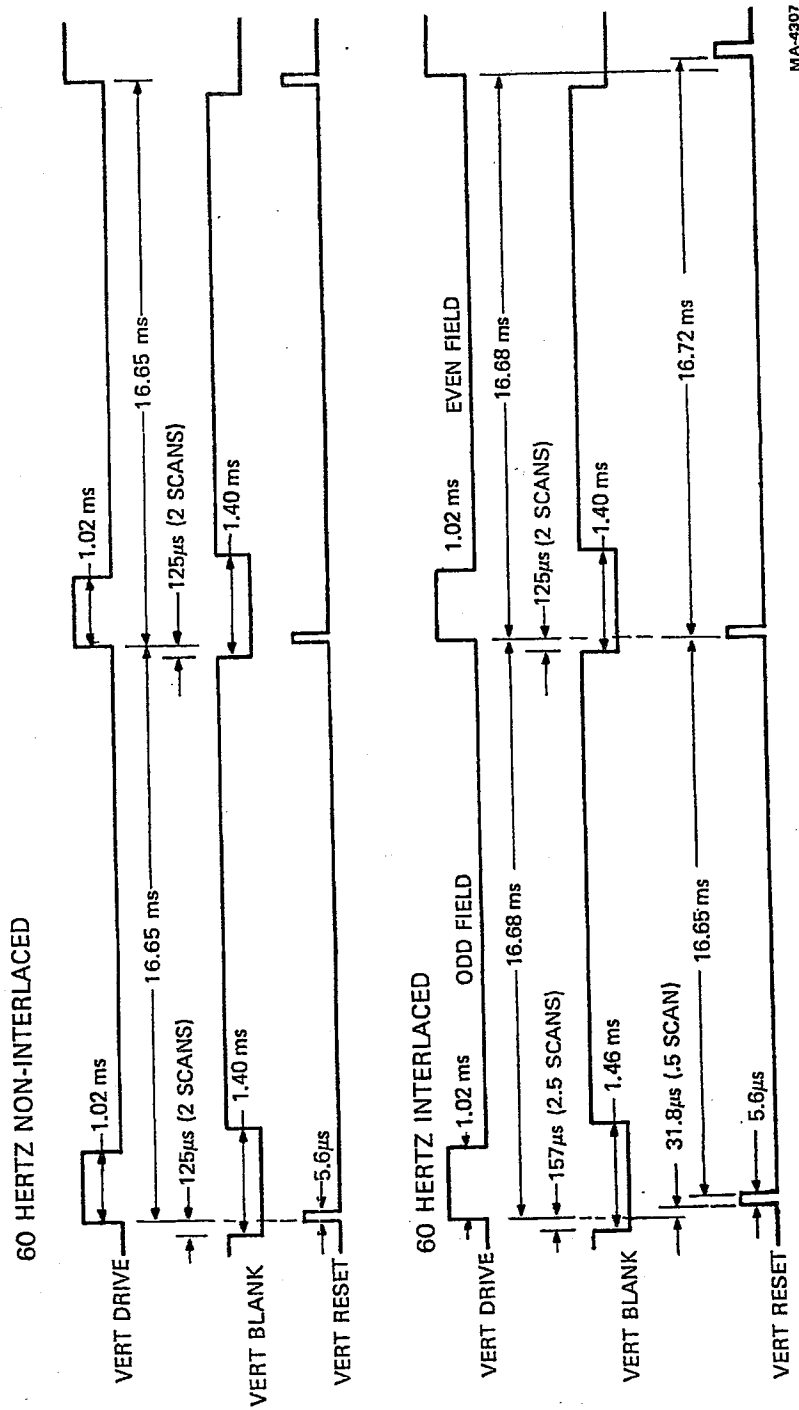 60 HERTZ NON-INTERLACED
VERT DRIVE
1.02 ms
16.65 ms
1.02 ms
16.65 ms
125µs (2 SCANS)
125µs (2 SCANS)
VERT BLANK
1.40 ms
1.40 ms
VERT RESET
5.6µs
60 HERTZ INTERLACED
VERT DRIVE
1.02 ms
ODD FIELD
1.02 ms
EVEN FIELD
16.68 ms
16.68 ms
157µs (2.5 SCANS)
125µs (2 SCANS)
VERT BLANK
1.46 ms
1.40 ms
31.8µs (.5 SCAN)
16.65 ms
16.72 ms
VERT RESET
5.6µs
MA-4307